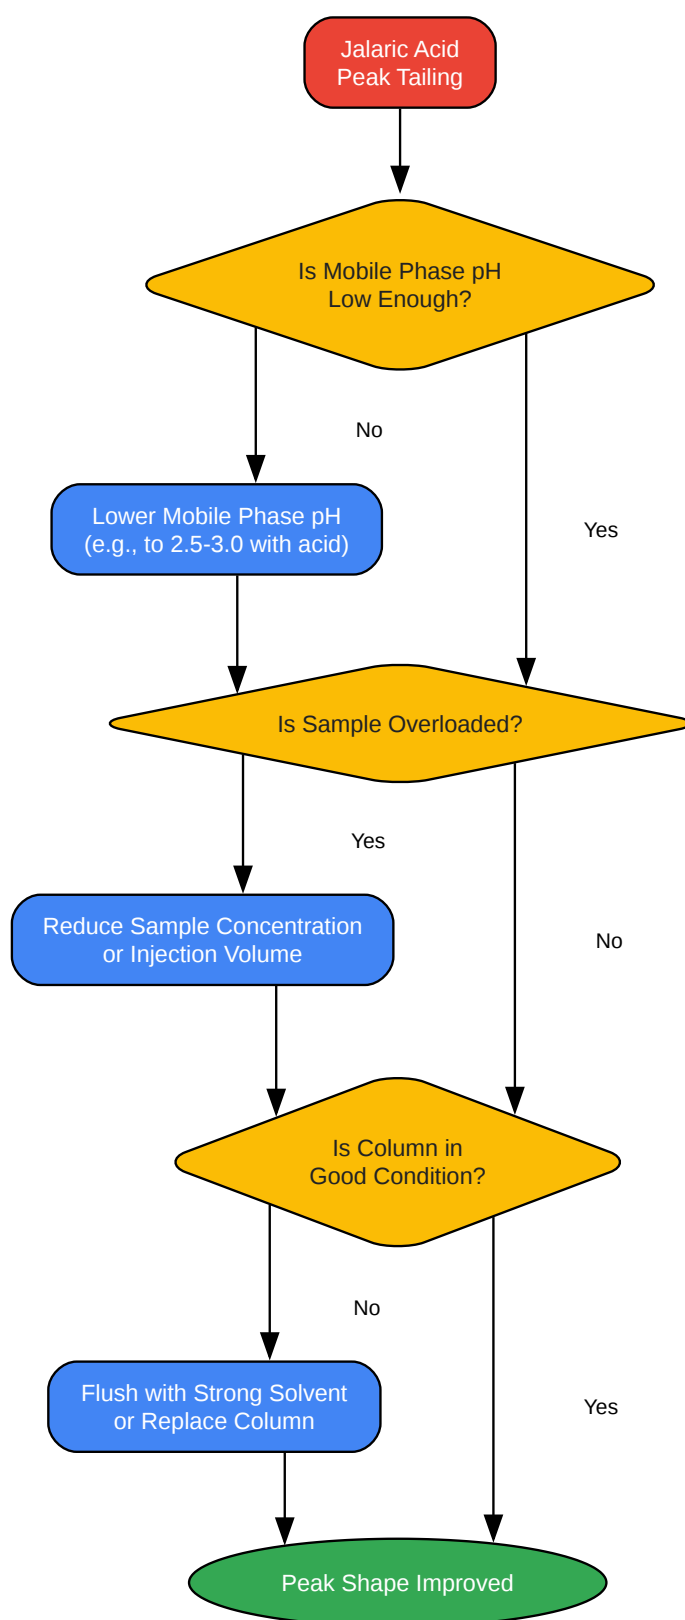 Jalaric Acid
Peak Tailing
Is Mobile Phase pH
Low Enough?
No
Lower Mobile Phase pH
(e.g., to 2.5-3.0 with acid)
Yes
Is Sample Overloaded?
Yes
Reduce Sample Concentration
or Injection Volume
No
Is Column in
Good Condition?
No
Flush with Strong Solvent
or Replace Column
Yes
Peak Shape Improved